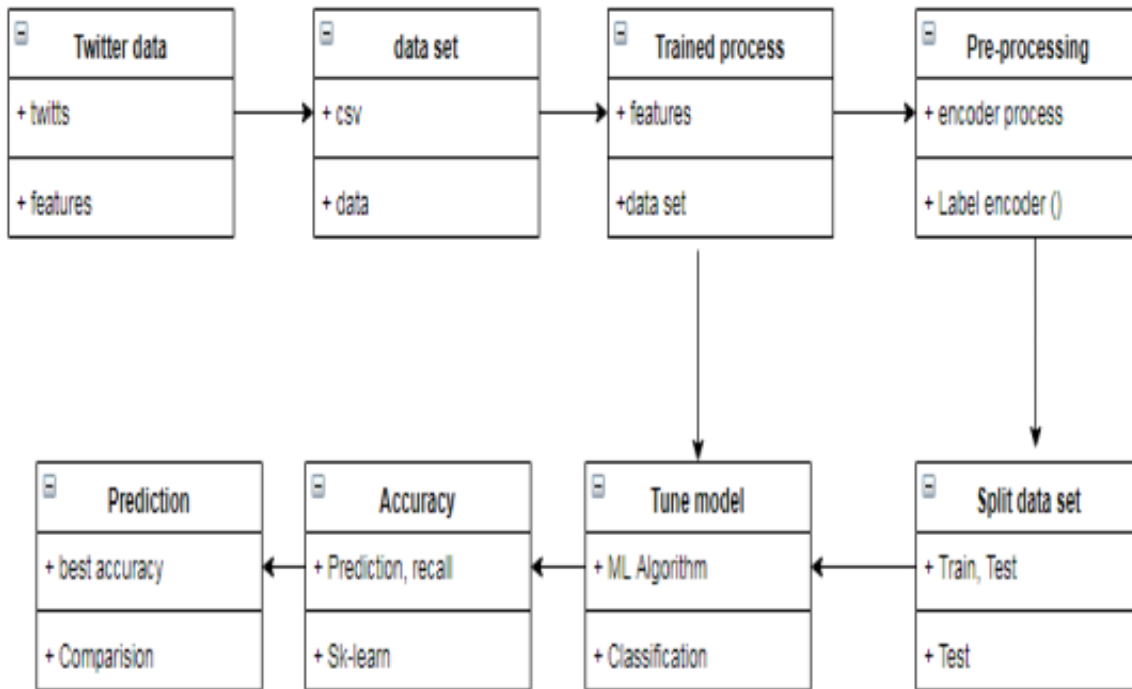 Twitter data
+ twitts
+ features
data set
+ csv
+ data
Trained process
+ features
+data set
Pre-processing
+ encoder process
+ Label encoder ()
Prediction
+ best accuracy
+ Comparision
Accuracy
+ Prediction, recall
+ Sk-learn
Tune model
+ ML Algorithm
+ Classification
Split data set
+ Train, Test
+ Test